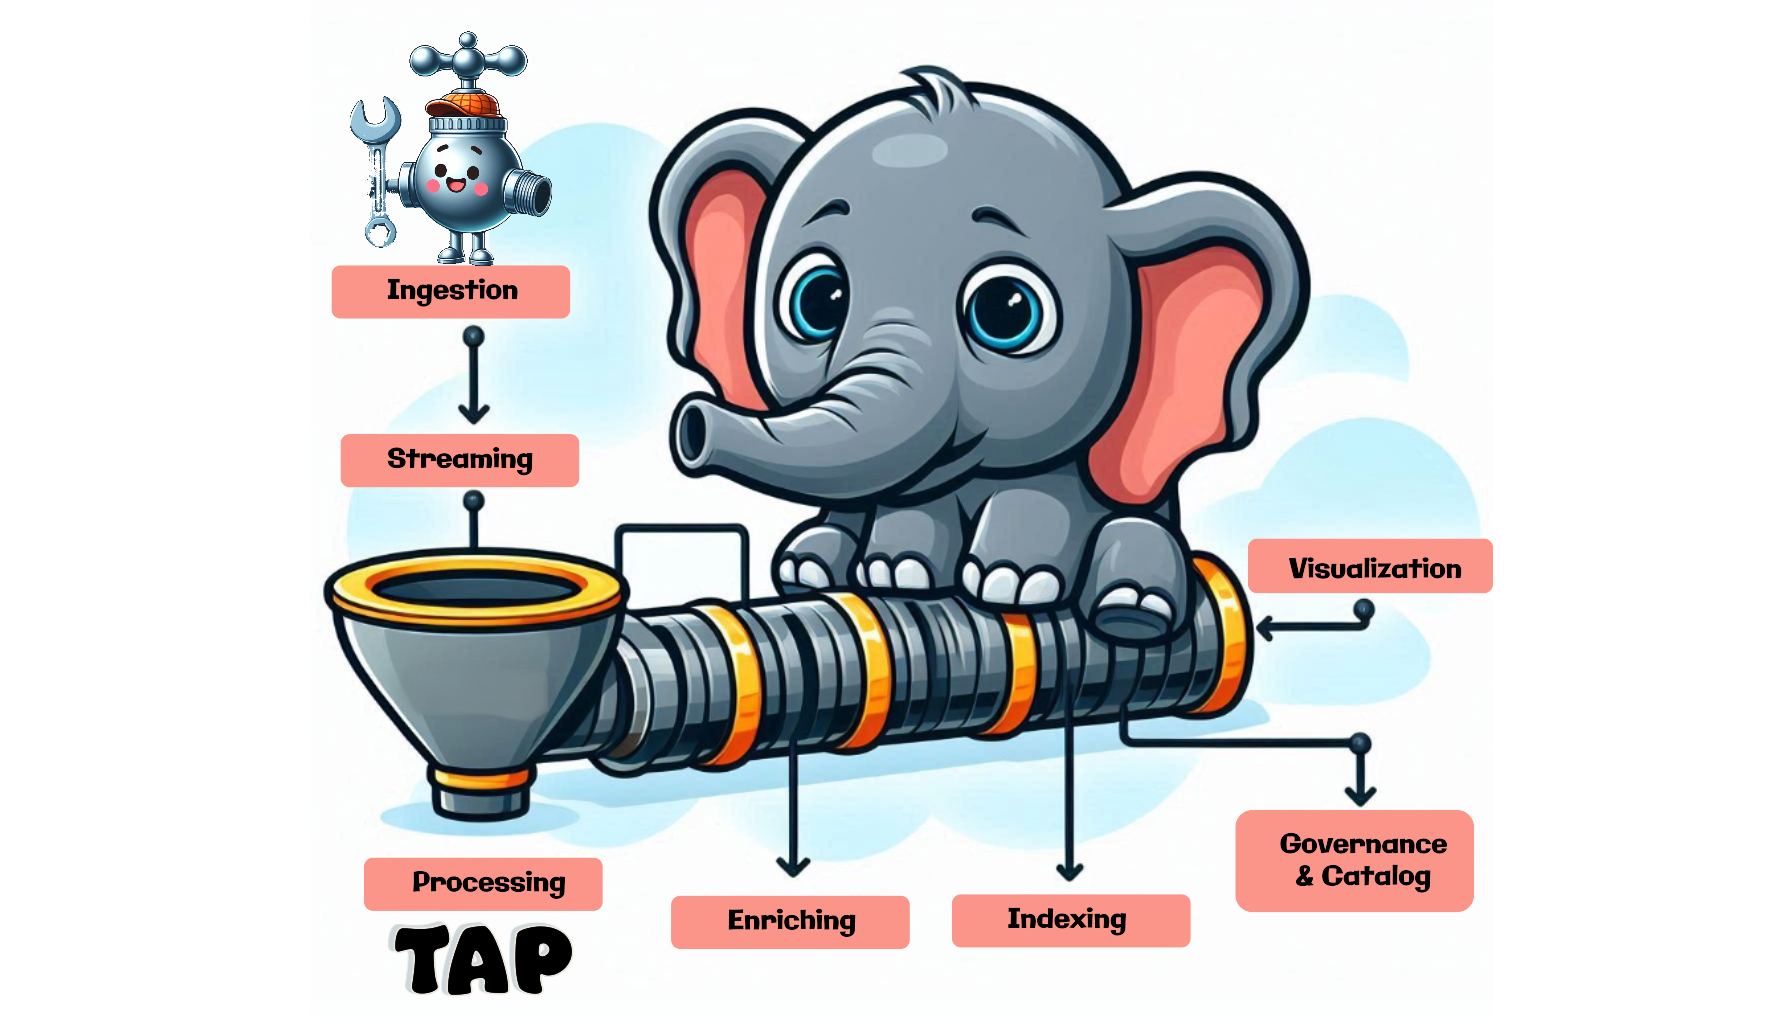 Ingestion
Streaming
Visualization
Governance
& Catalog
Processing
Enriching
Indexing
TAP